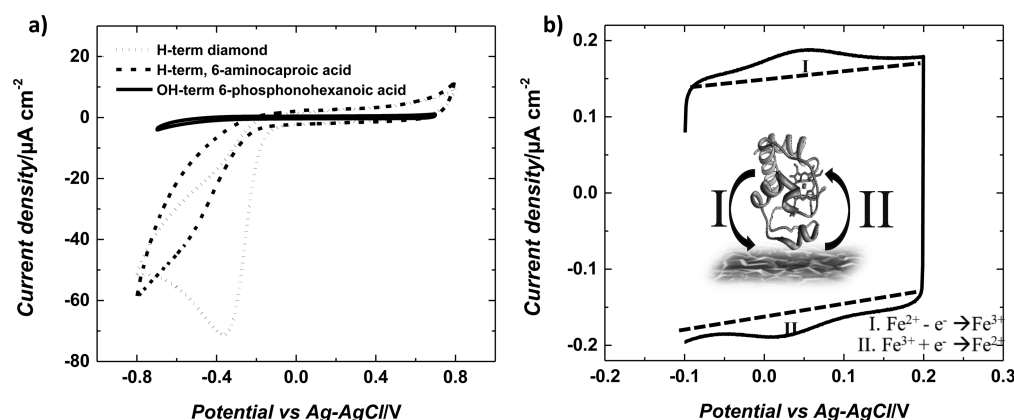 a)
H-term diamond
H-term, 6-aminocaproic acid
OH-term 6-phosphonohexanoic acid
20
0
-20
-40
-60
-80
-0.8
-0.4
0.0
0.4
0.8
Current density/μA cm⁻²
Potential vs Ag-AgCl/V
b)
0.2
0.1
0.0
-0.1
-0.2
-0.2
-0.1
0.0
0.1
0.2
0.3
Current density/μA cm⁻²
Potential vs Ag-AgCl/V
I
I
II
II
I. Fe²⁺ - e⁻ →Fe³⁺
II. Fe³⁺ + e⁻ →Fe²⁺